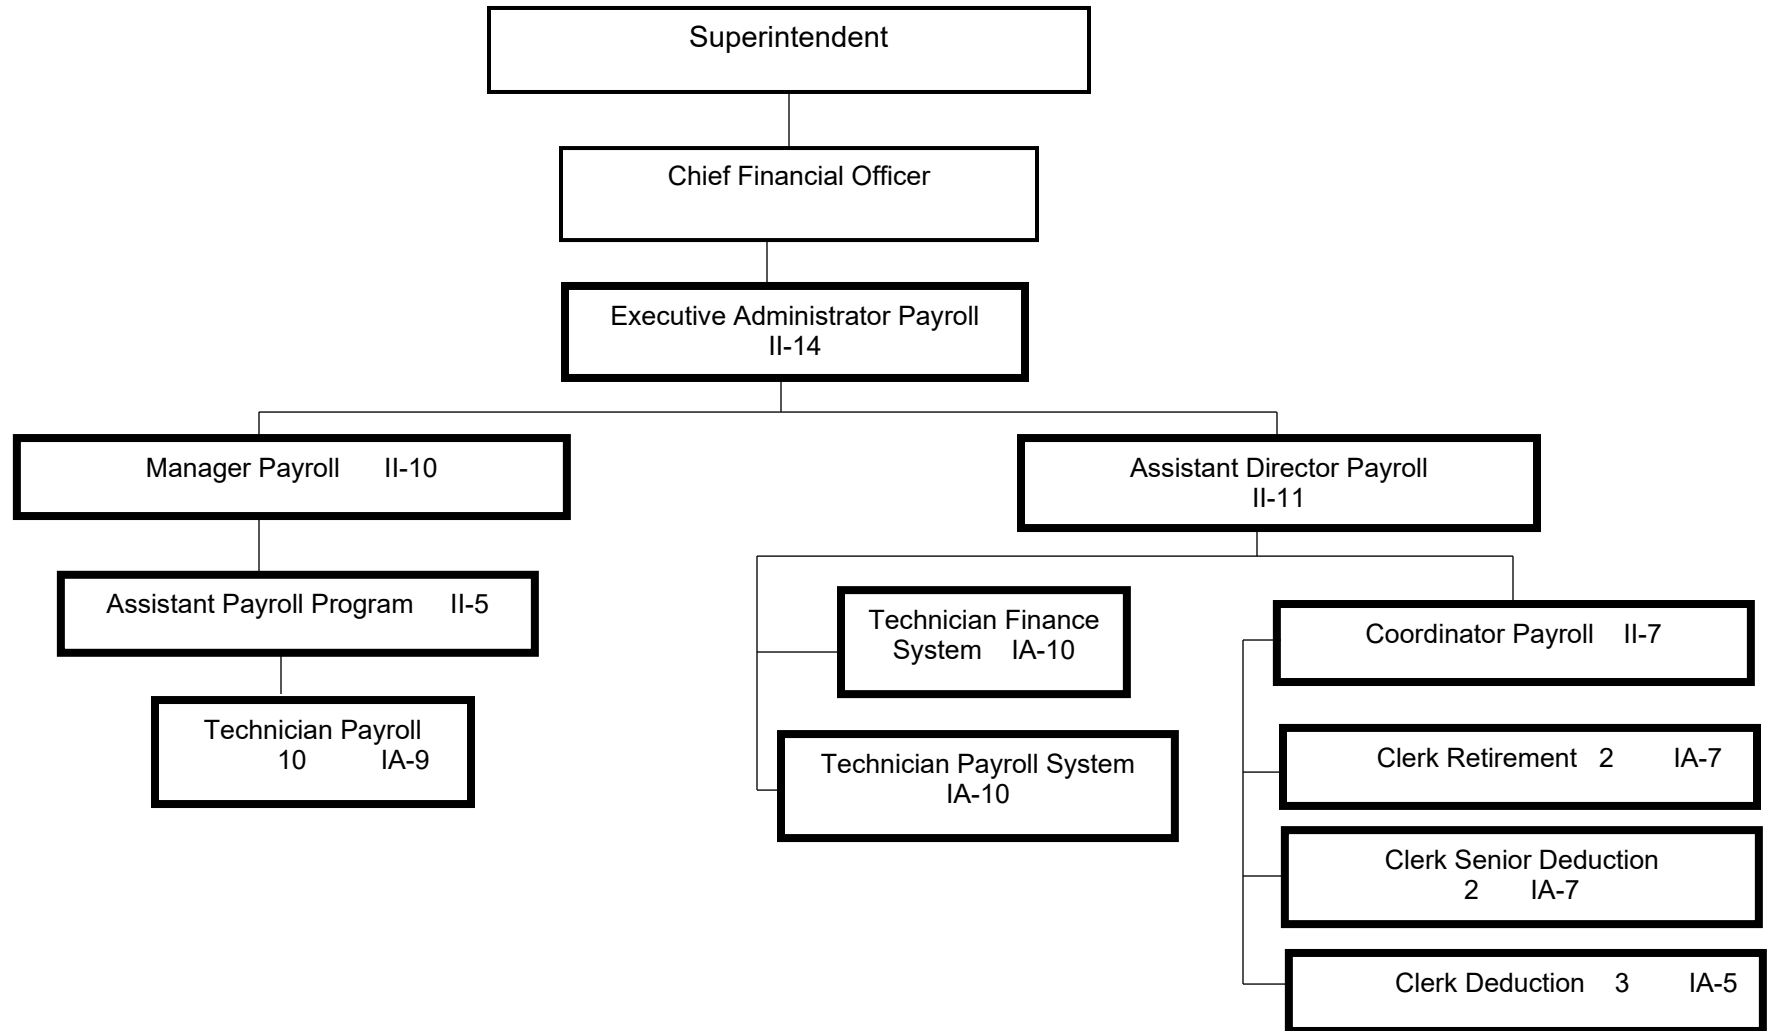 Superintendent
Chief Financial Officer
Executive Administrator Payroll
II-14
Manager Payroll II-10
Assistant Director Payroll
II-11
Assistant Payroll Program II-5
Technician Payroll
10 IA-9
Technician Finance
System IA-10
Technician Payroll System
IA-10
Coordinator Payroll II-7
Clerk Retirement 2 IA-7
Clerk Senior Deduction
2 IA-7
Clerk Deduction 3 IA-5